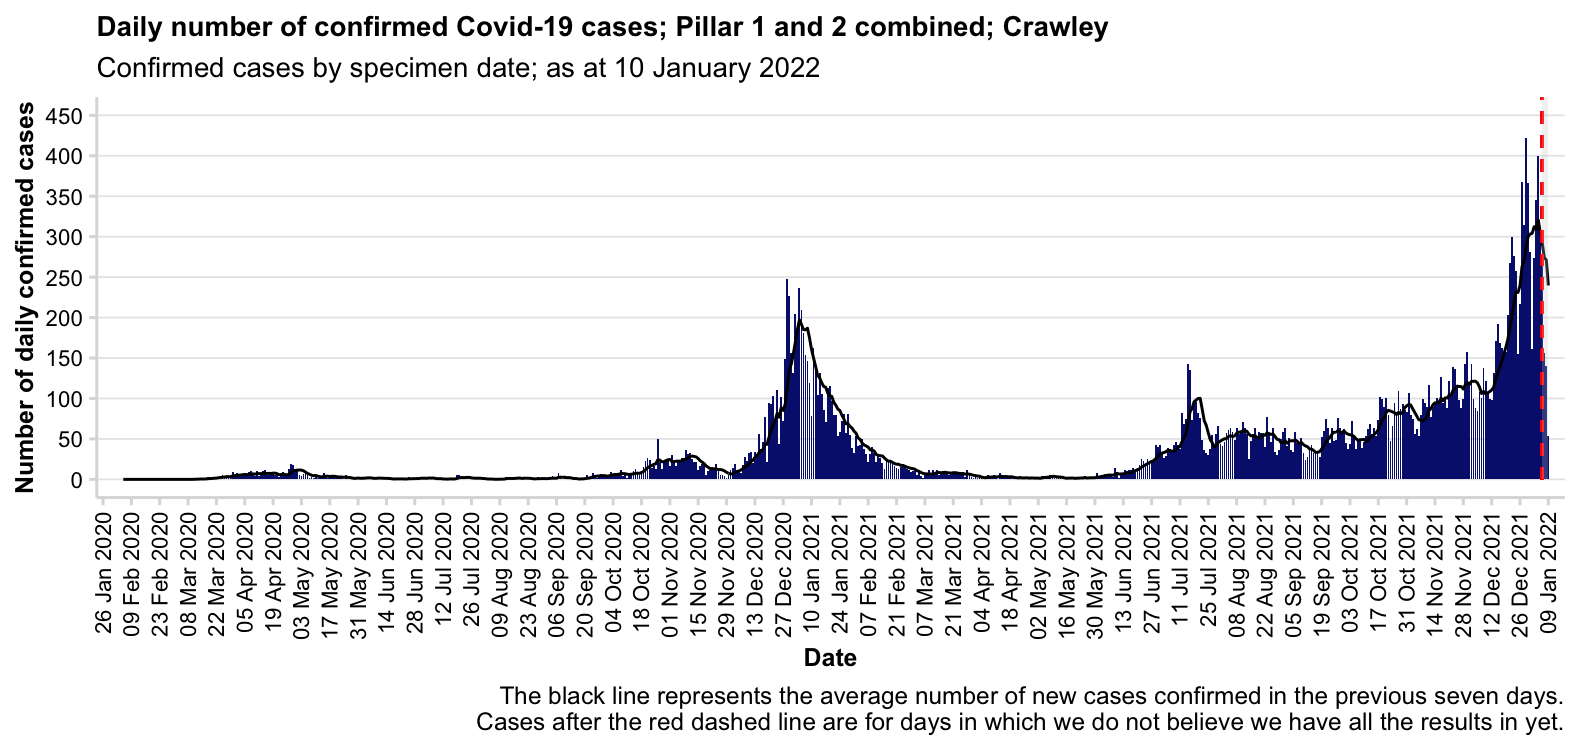 Daily number of confirmed Covid-19 cases; Pillar 1 and 2 combined; Crawley
Confirmed cases by specimen date; as at 10 January 2022
Number of daily confirmed cases
450
400
350
300
250
200
150
100
50
0
26 Jan 2020
09 Feb 2020
23 Feb 2020
08 Mar 2020
22 Mar 2020
05 Apr 2020
19 Apr 2020
03 May 2020
17 May 2020
31 May 2020
14 Jun 2020
28 Jun 2020
12 Jul 2020
26 Jul 2020
09 Aug 2020
23 Aug 2020
06 Sep 2020
20 Sep 2020
04 Oct 2020
18 Oct 2020
01 Nov 2020
15 Nov 2020
29 Nov 2020
13 Dec 2020
27 Dec 2020
10 Jan 2021
24 Jan 2021
07 Feb 2021
21 Feb 2021
07 Mar 2021
21 Mar 2021
04 Apr 2021
18 Apr 2021
02 May 2021
16 May 2021
30 May 2021
13 Jun 2021
27 Jun 2021
11 Jul 2021
25 Jul 2021
08 Aug 2021
22 Aug 2021
05 Sep 2021
19 Sep 2021
03 Oct 2021
17 Oct 2021
31 Oct 2021
14 Nov 2021
28 Nov 2021
12 Dec 2021
26 Dec 2021
09 Jan 2022
Date
The black line represents the average number of new cases confirmed in the previous seven days.
Cases after the red dashed line are for days in which we do not believe we have all the results in yet.